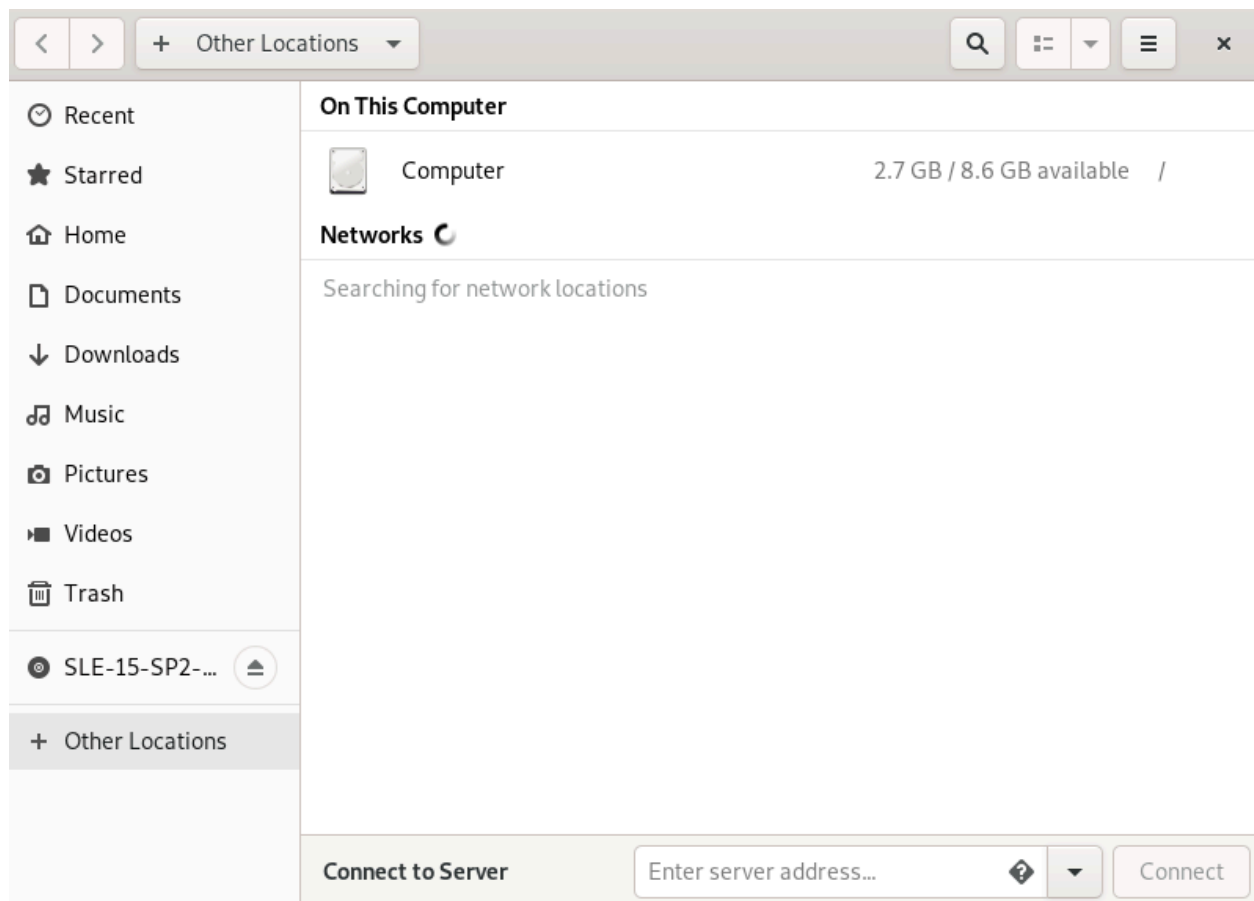 Other Locations
Recent
Starred
Home
Documents
Downloads
Music
Pictures
Videos
Trash
SLE-15-SP2-...
Other Locations
On This Computer
Computer 2.7 GB / 8.6 GB available /
Networks
Searching for network locations
Connect to Server Enter server address... Connect